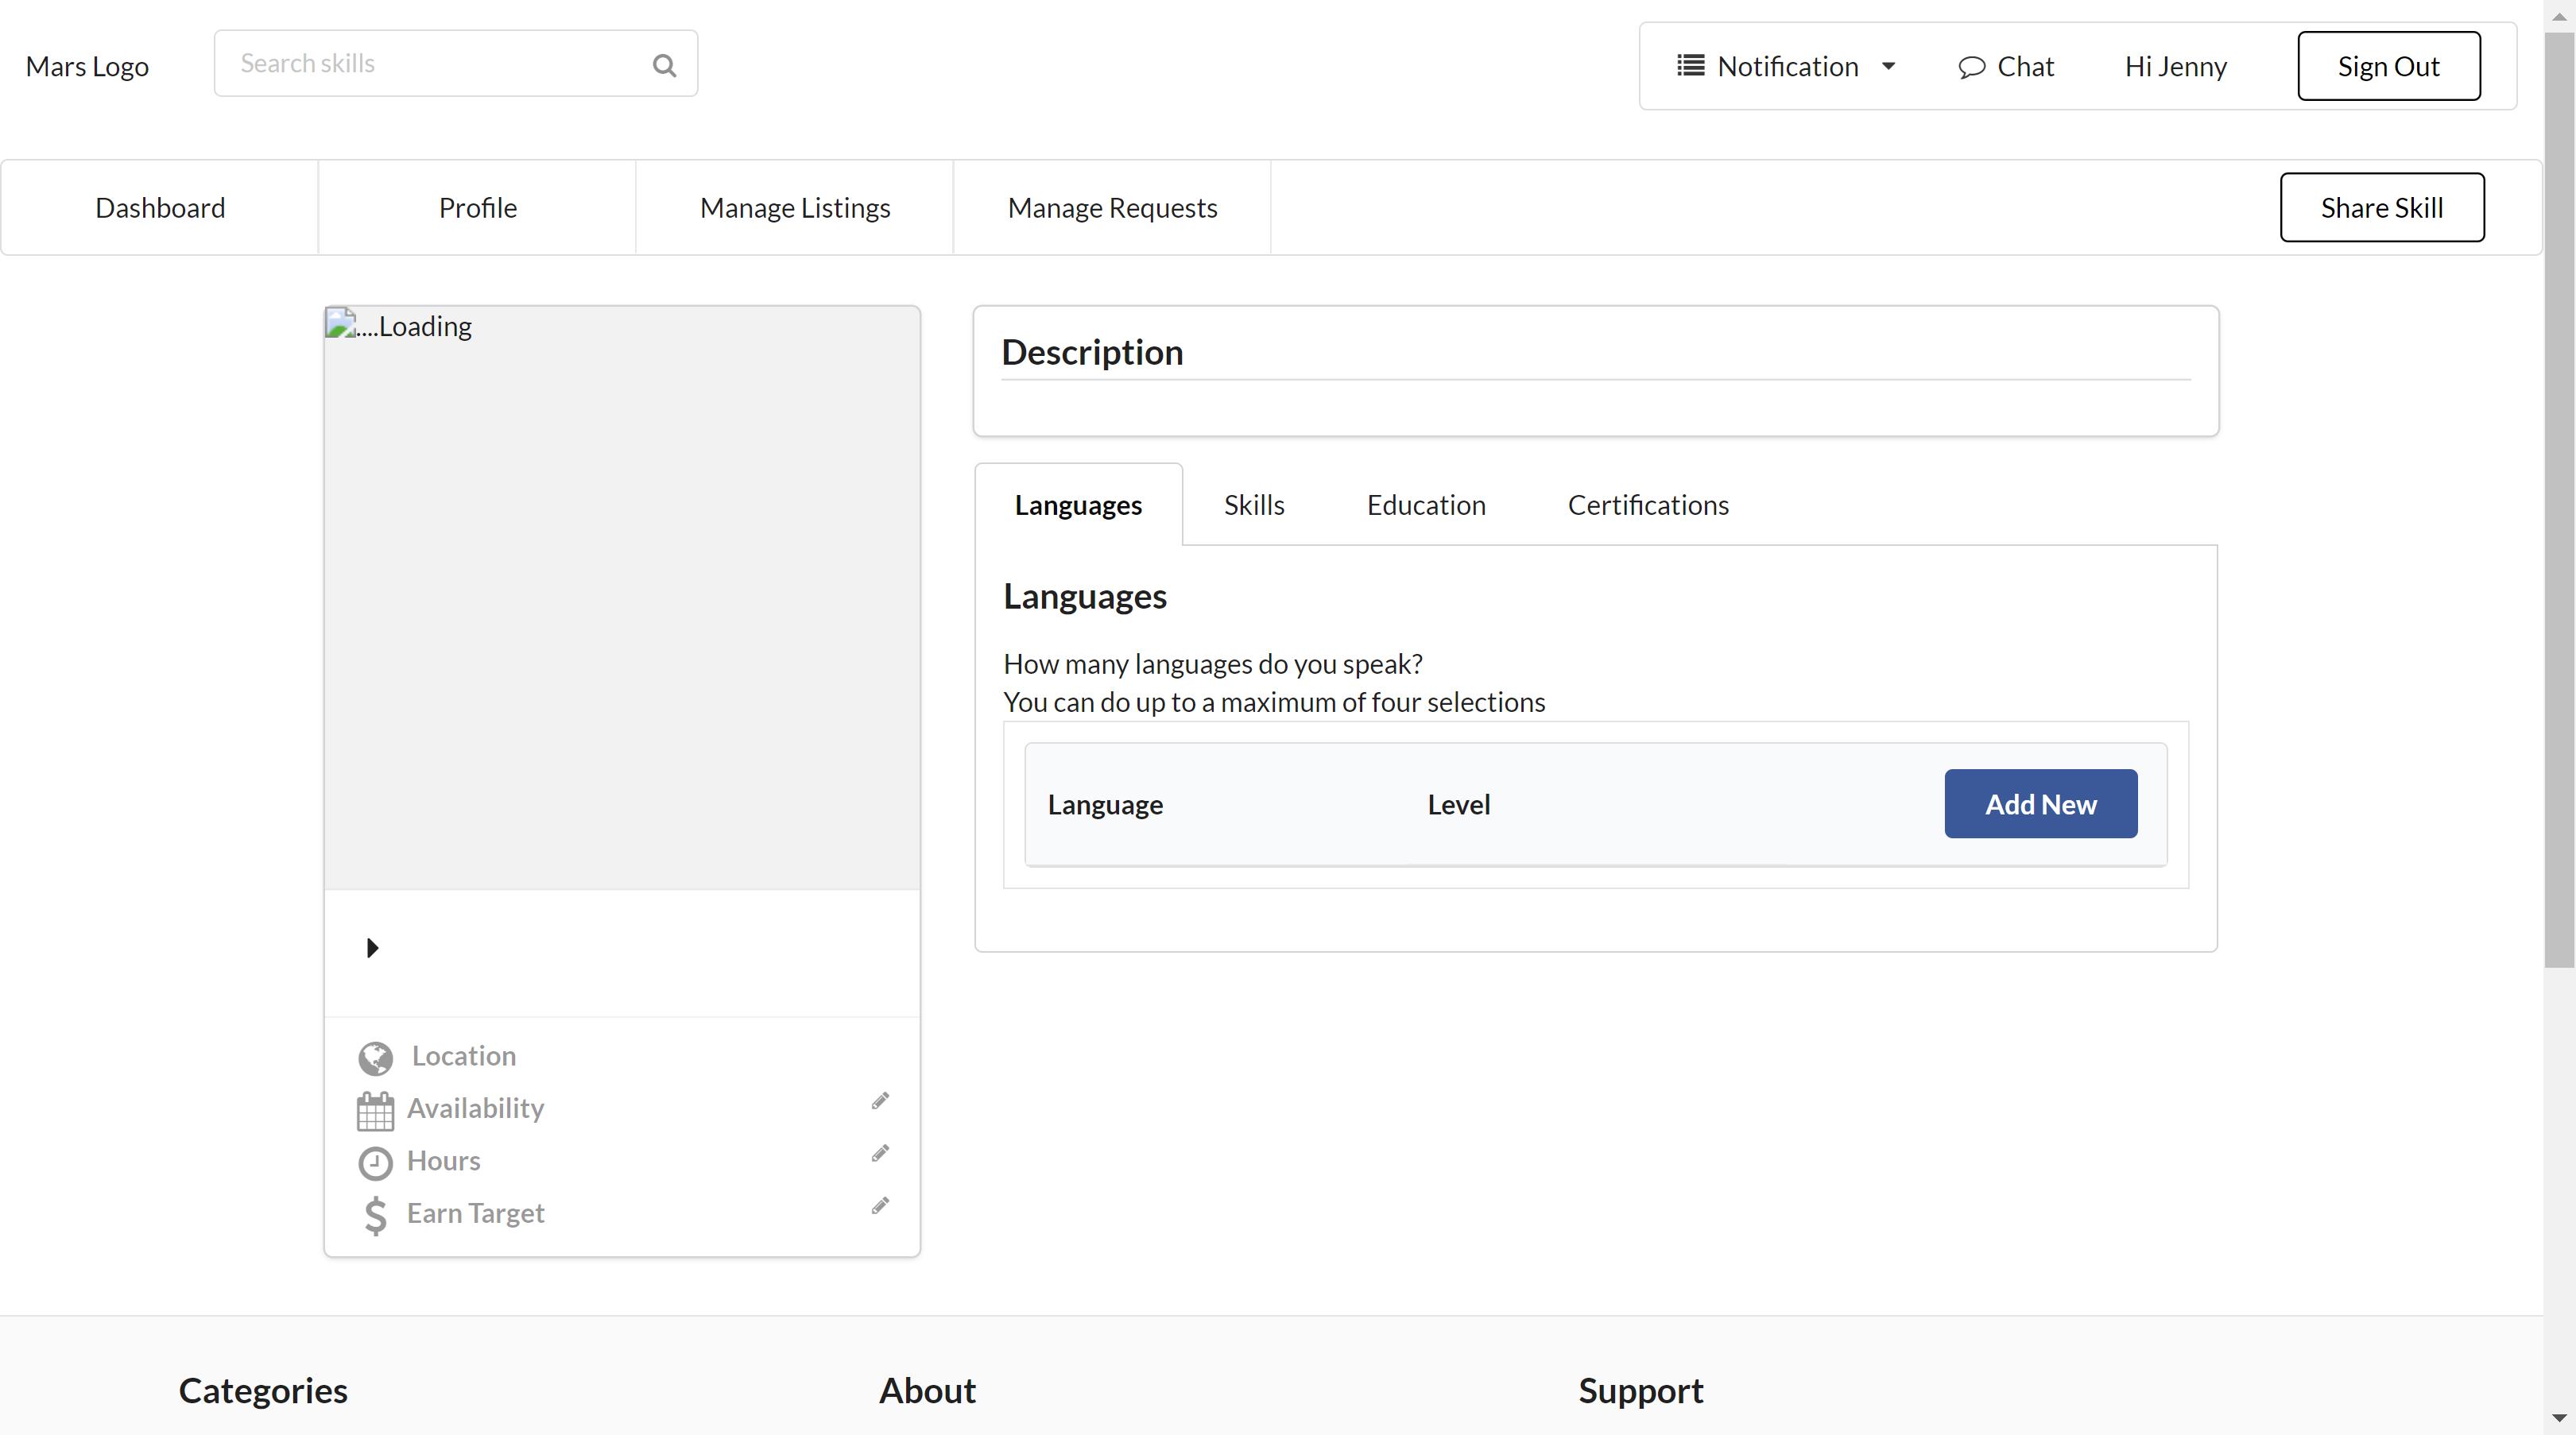 Mars Logo
Search skills
Notification
Chat
Hi Jenny
Sign Out
Dashboard
Profile
Manage Listings
Manage Requests
Share Skill
....Loading
Location
Availability
Hours
Earn Target
Description
Languages
Skills
Education
Certifications
Languages
How many languages do you speak?
You can do up to a maximum of four selections
Language
Level
Add New
Categories
About
Support